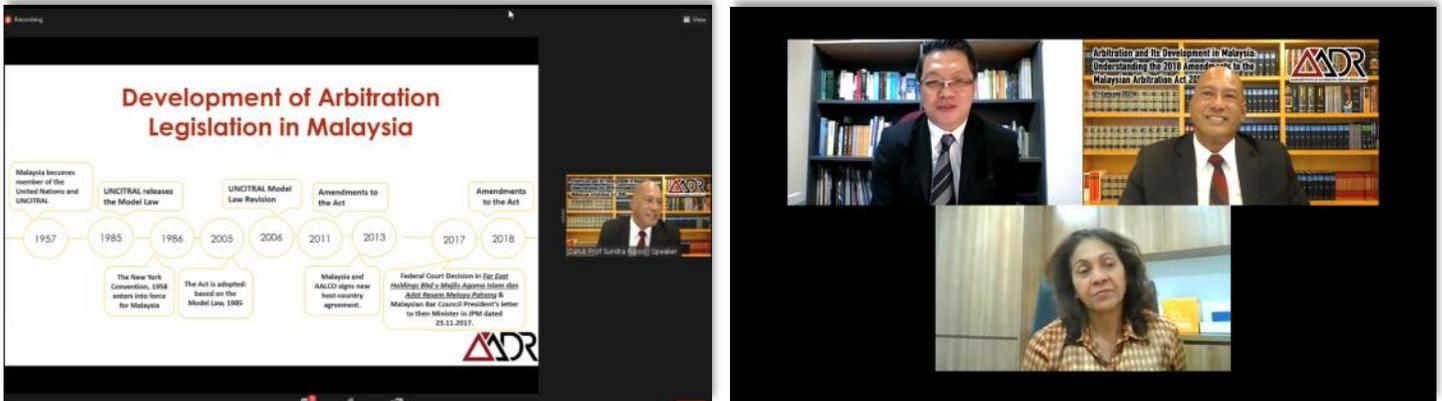 Recording
View
Development of Arbitration
Legislation in Malaysia
Malaysia becomes
member of the
United Nations and
UNCITRAL
UNCITRAL releases
the Model Law
UNCITRAL Model
Law Revision
Amendments to
the Act
Amendments
to the Act
1957
1985
1986
2005
2006
2011
2013
2017
2018
The New York
Convention, 1958
enters into force
for Malaysia
The Act is adopted:
based on the
Model Law, 1985
Malaysia and
AALCO signs new
host-country
agreement.
Federal Court Decision in Far East
Holdings Bhd v Majlis Agama Islam dan
Adat Resam Melayu Pahang &
Malaysian Bar Council President's letter
to then Minister in JPM dated
23.11.2017.
AADR
Datuk Prof Sundra Rajoo| Speaker
Arbitration and Its Development in Malaysia:
Understanding the 2018 Amendments to the
Malaysian Arbitration Act
AADR